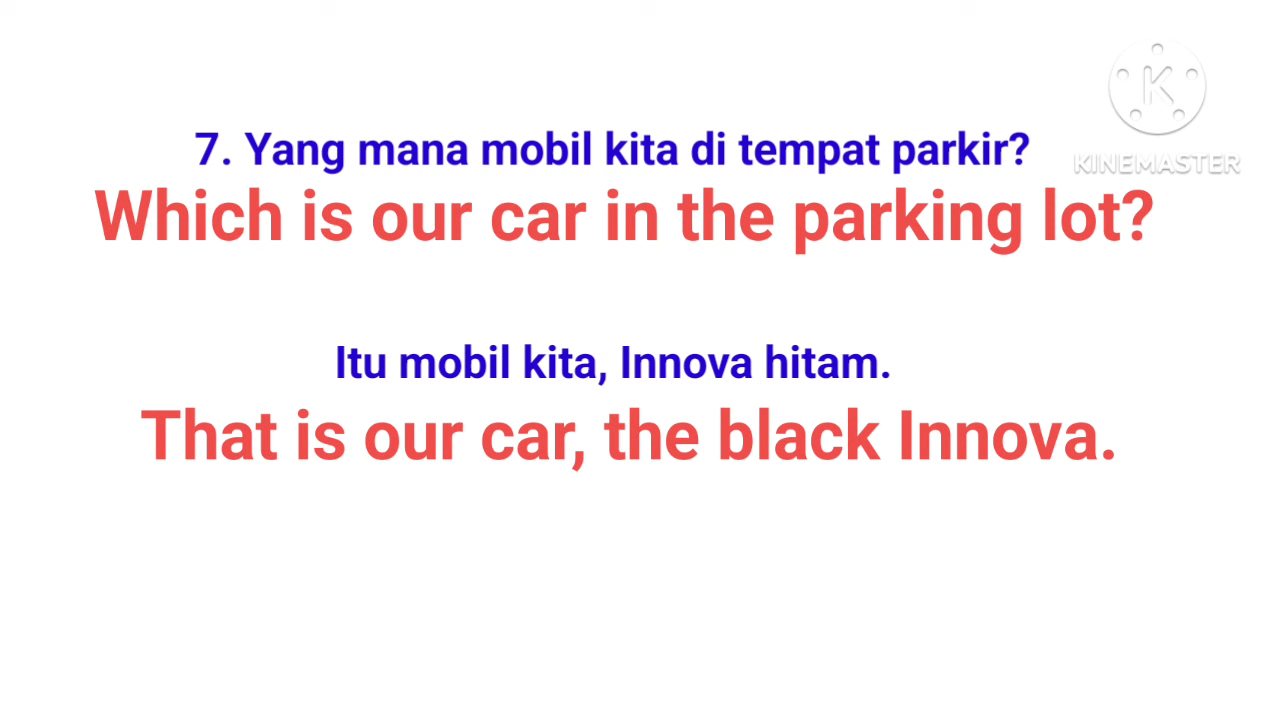 7. Yang mana mobil kita di tempat parkir?
Which is our car in the parking lot?
Itu mobil kita, Innova hitam.
That is our car, the black Innova.
K
KINEMASTER